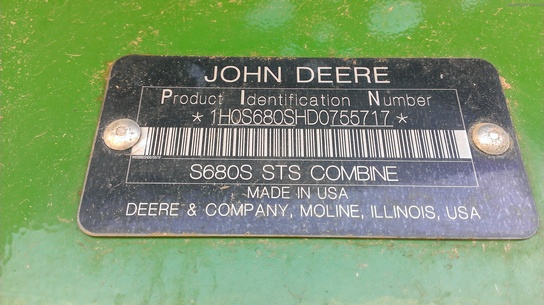 JOHN DEERE
Product Identification Number
*1H0S680SHD0755717*
S680S STS COMBINE
MADE IN USA
DEERE & COMPANY, MOLINE, ILLINOIS, USA